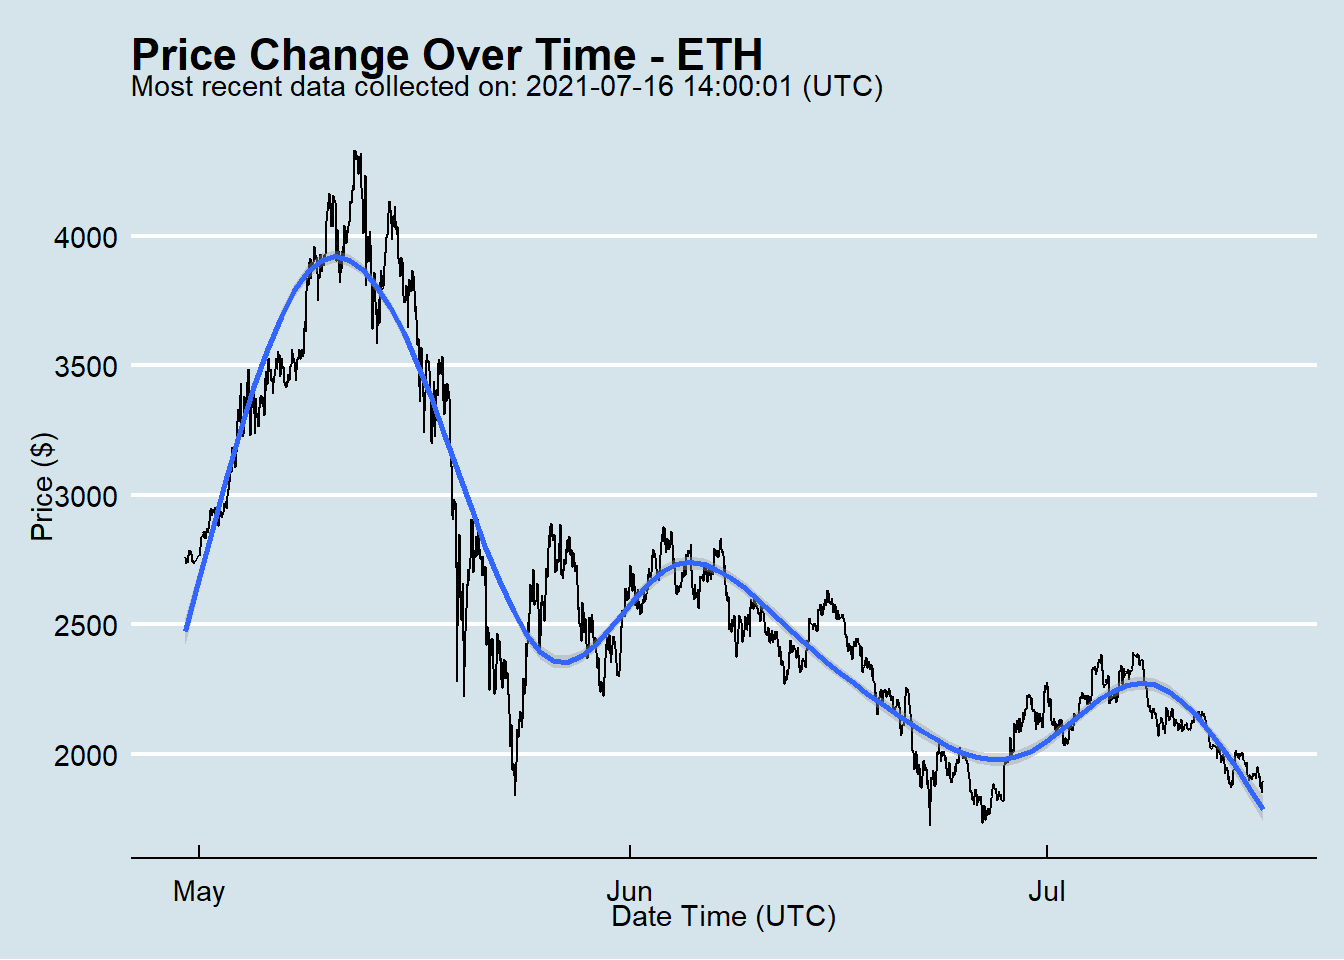 Price Change Over Time - ETH
Most recent data collected on: 2021-07-16 14:00:01 (UTC)
Price ($)
4000
3500
3000
2500
2000
May
Jun
Jul
Date Time (UTC)